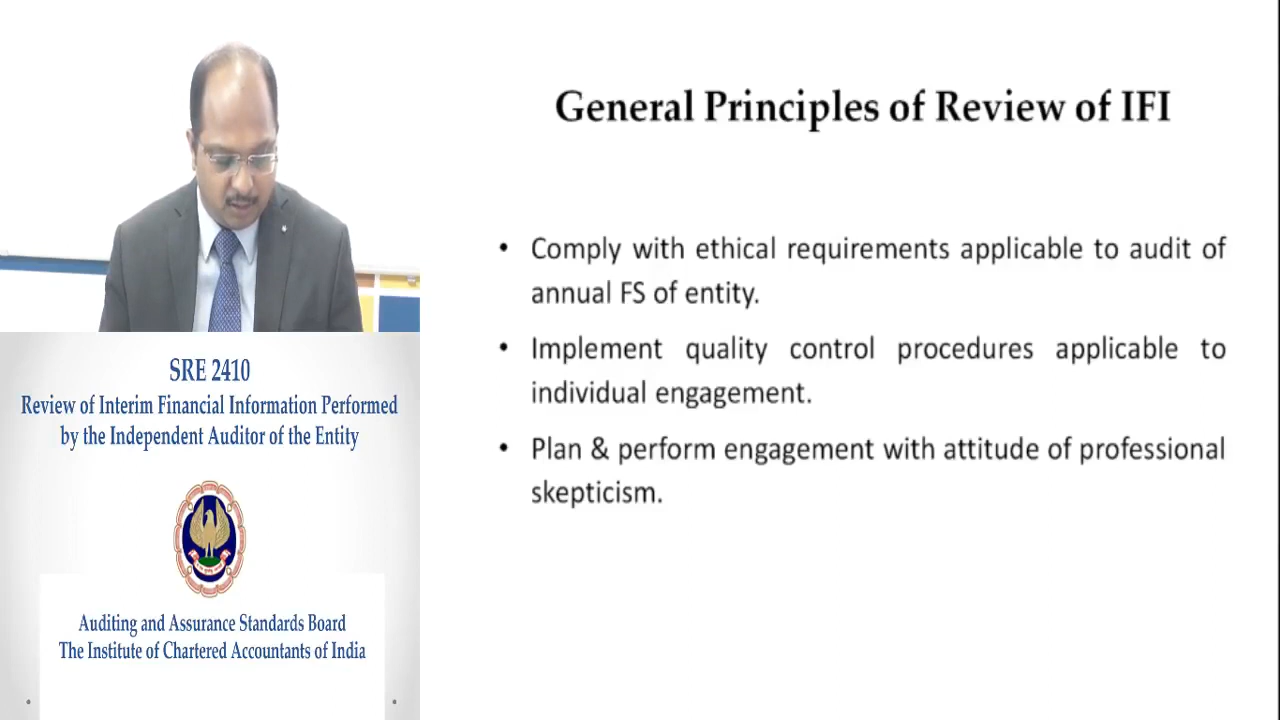 General Principles of Review of IFI
• Comply with ethical requirements applicable to audit of
annual FS of entity.
• Implement quality control procedures applicable to
individual engagement.
• Plan & perform engagement with attitude of professional
skepticism.
SRE 2410
Review of Interim Financial Information Performed
by the Independent Auditor of the Entity
Auditing and Assurance Standards Board
The Institute of Chartered Accountants of India